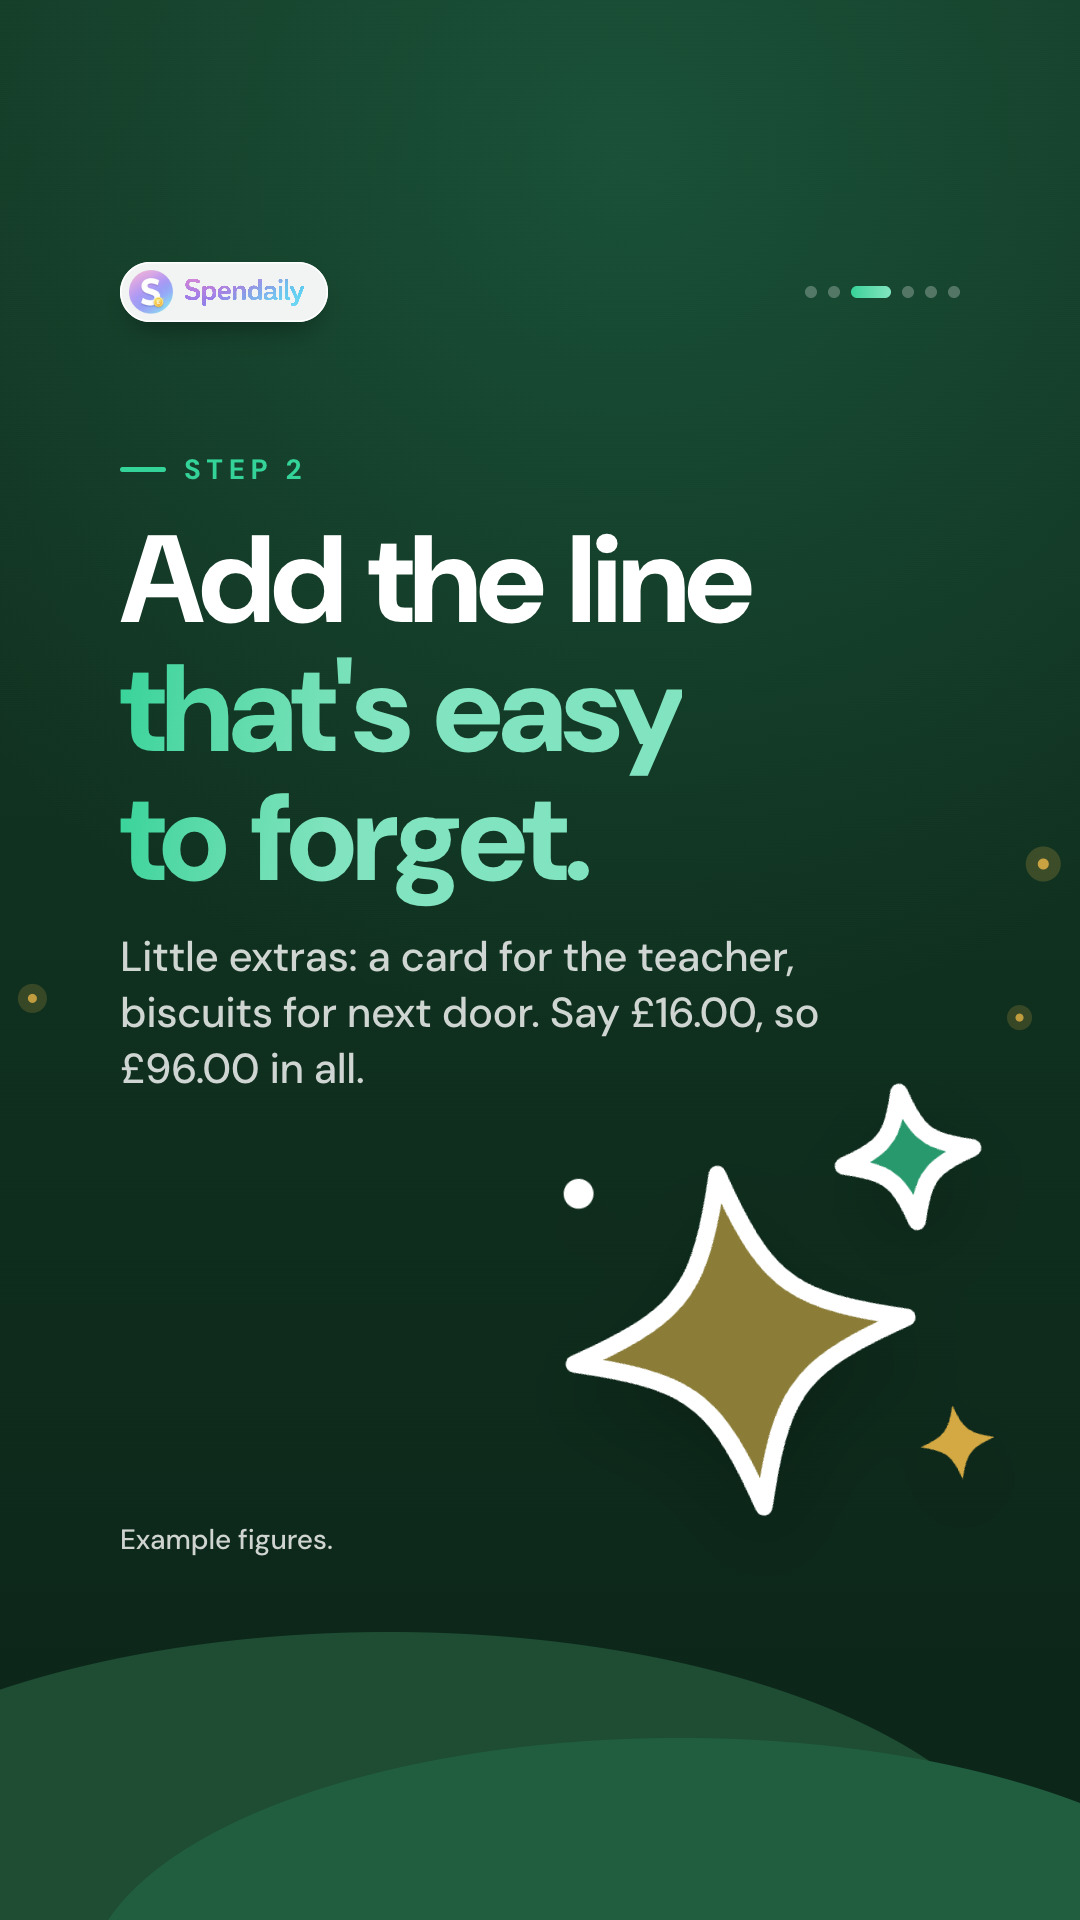 Spendaily
STEP 2
Add the line
that's easy
to forget.
Little extras: a card for the teacher,
biscuits for next door. Say £16.00, so
£96.00 in all.
Example figures.